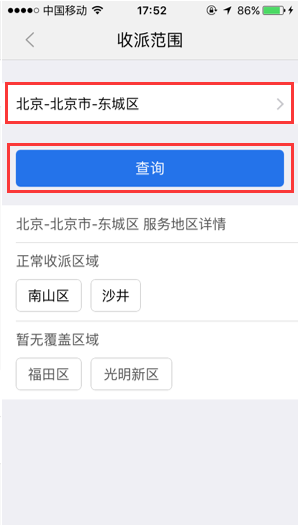 中国移动 17:52 86%
收派范围
北京-北京市-东城区
查询
北京-北京市-东城区 服务地区详情
正常收派区域
南山区 沙井
暂无覆盖区域
福田区 光明新区